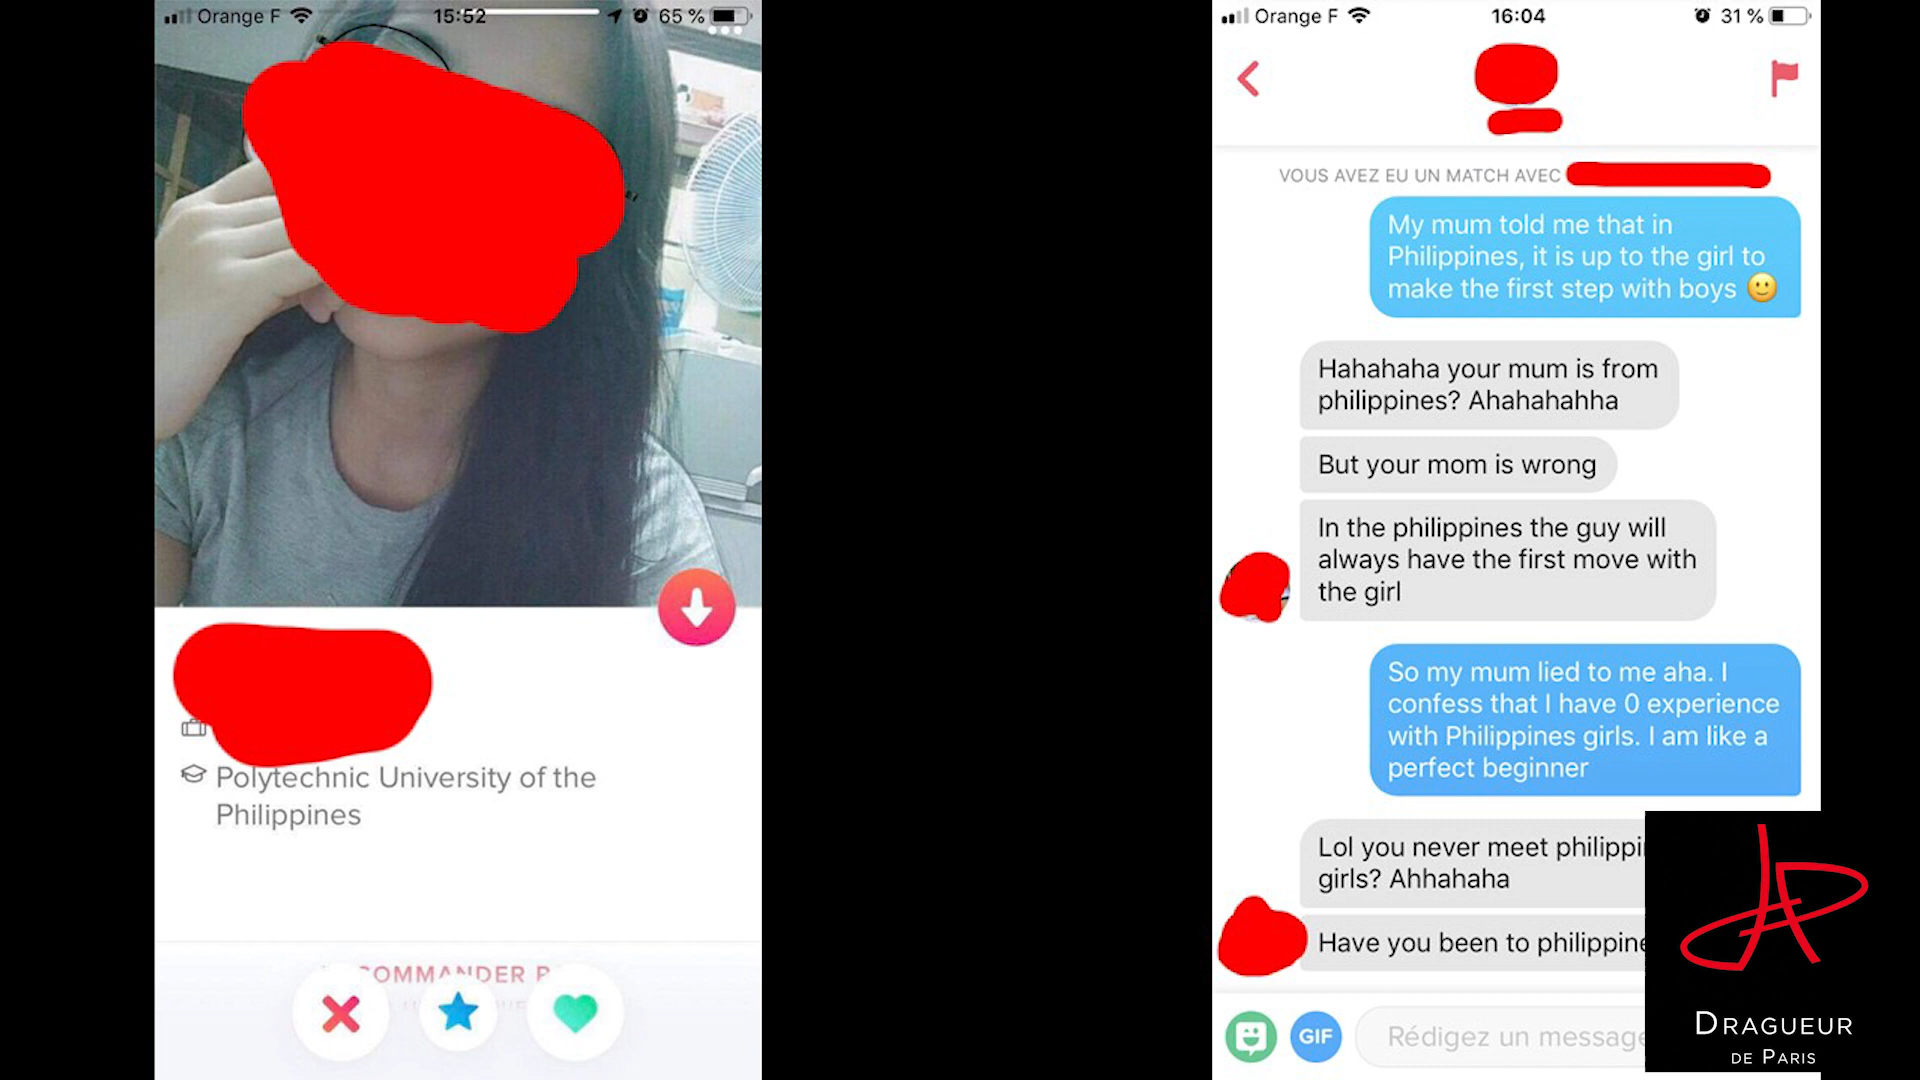 Orange F
15:52
65 %
Polytechnic University of the
Philippines
Orange F
16:04
31 %
VOUS AVEZ EU UN MATCH AVEC
My mum told me that in
Philippines, it is up to the girl to
make the first step with boys 🙂
Hahahaha your mum is from
philippines? Ahahahahha
But your mom is wrong
In the philippines the guy will
always have the first move with
the girl
So my mum lied to me aha. I
confess that I have 0 experience
with Philippines girls. I am like a
perfect beginner
Lol you never meet
girls? Ahhahaha
Have you been to
GIF
Rédigez un
DRAGUEUR
DE PARIS